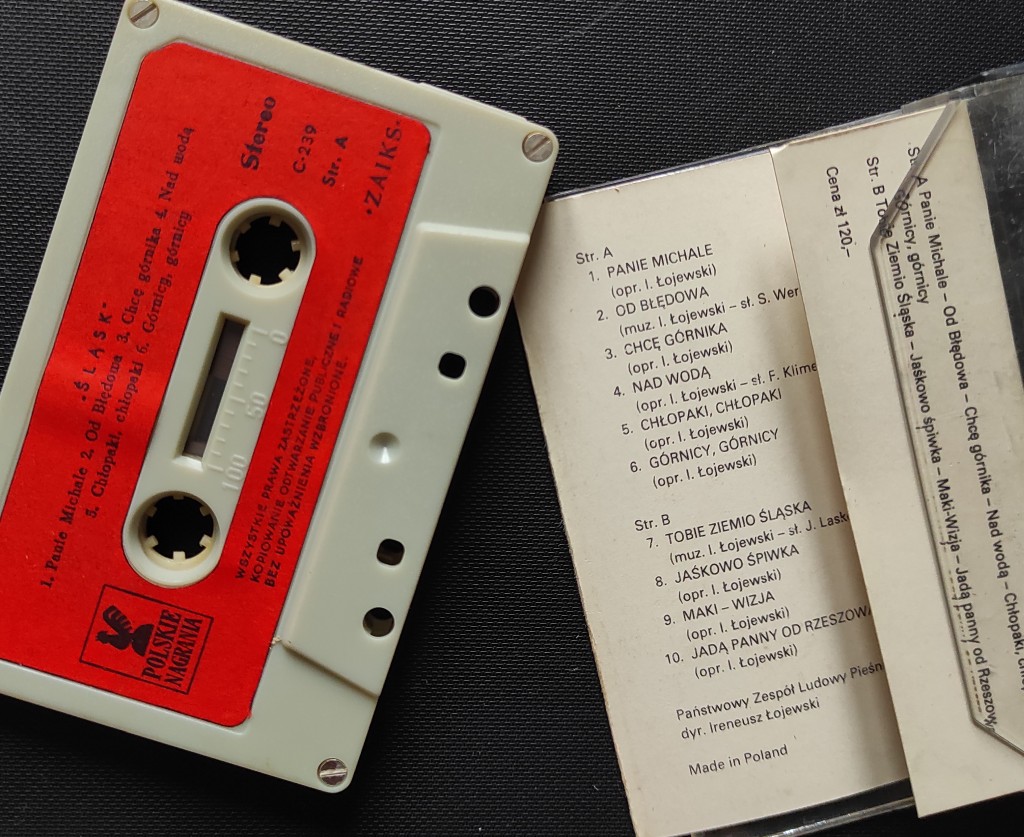 Stereo
C-239
Str. A
·ZAIKS·
-ŚLĄSK-
1. Panie Michale 2. Od Błędowa 3. Chcę górnika 4. Nad wodą
5. Chłopaki, chłopaki 6. Górnicy, górnicy
0
50
100
WSZYSTKIE PRAWA ZASTRZEŻONE.
KOPIOWANIE ODTWARZANIE PUBLICZNE I RADIOWE
BEZ UPOWAŻNIENIA WZBRONIONE.
POLSKIE
NAGRANIA
Str. A
1. PANIE MICHALE
(opr. I. Łojewski)
2. OD BŁĘDOWA
(muz. I. Łojewski – sł. S. Wer
3. CHCĘ GÓRNIKA
(opr. I. Łojewski)
4. NAD WODĄ
(opr. I. Łojewski – sł. F. Klime
5. CHŁOPAKI, CHŁOPAKI
(opr. I. Łojewski)
6. GÓRNICY, GÓRNICY
(opr. I. Łojewski)
Str. B
7. TOBIE ZIEMIO ŚLĄSKA
(muz. I. Łojewski – sł. J. Lask
8. JAŚKOWO ŚPIWKA
(opr. I. Łojewski)
9. MAKI – WIZJA
(opr. I. Łojewski)
10. JADĄ PANNY OD RZESZOWA
(opr. I. Łojewski)
Państwowy Zespół Ludowy Pieśn
dyr. Ireneusz Łojewski
Made in Poland
A Panie Michale – Od Błędowa – Chcę górnika – Nad wodą – Chłopaki,
górnicy, górnicy
Str. B Tobie Ziemio Śląska – Jaśkowo śpiwka – Maki-Wizja – Jadą panny od Rzeszow
Cena zł 120,–